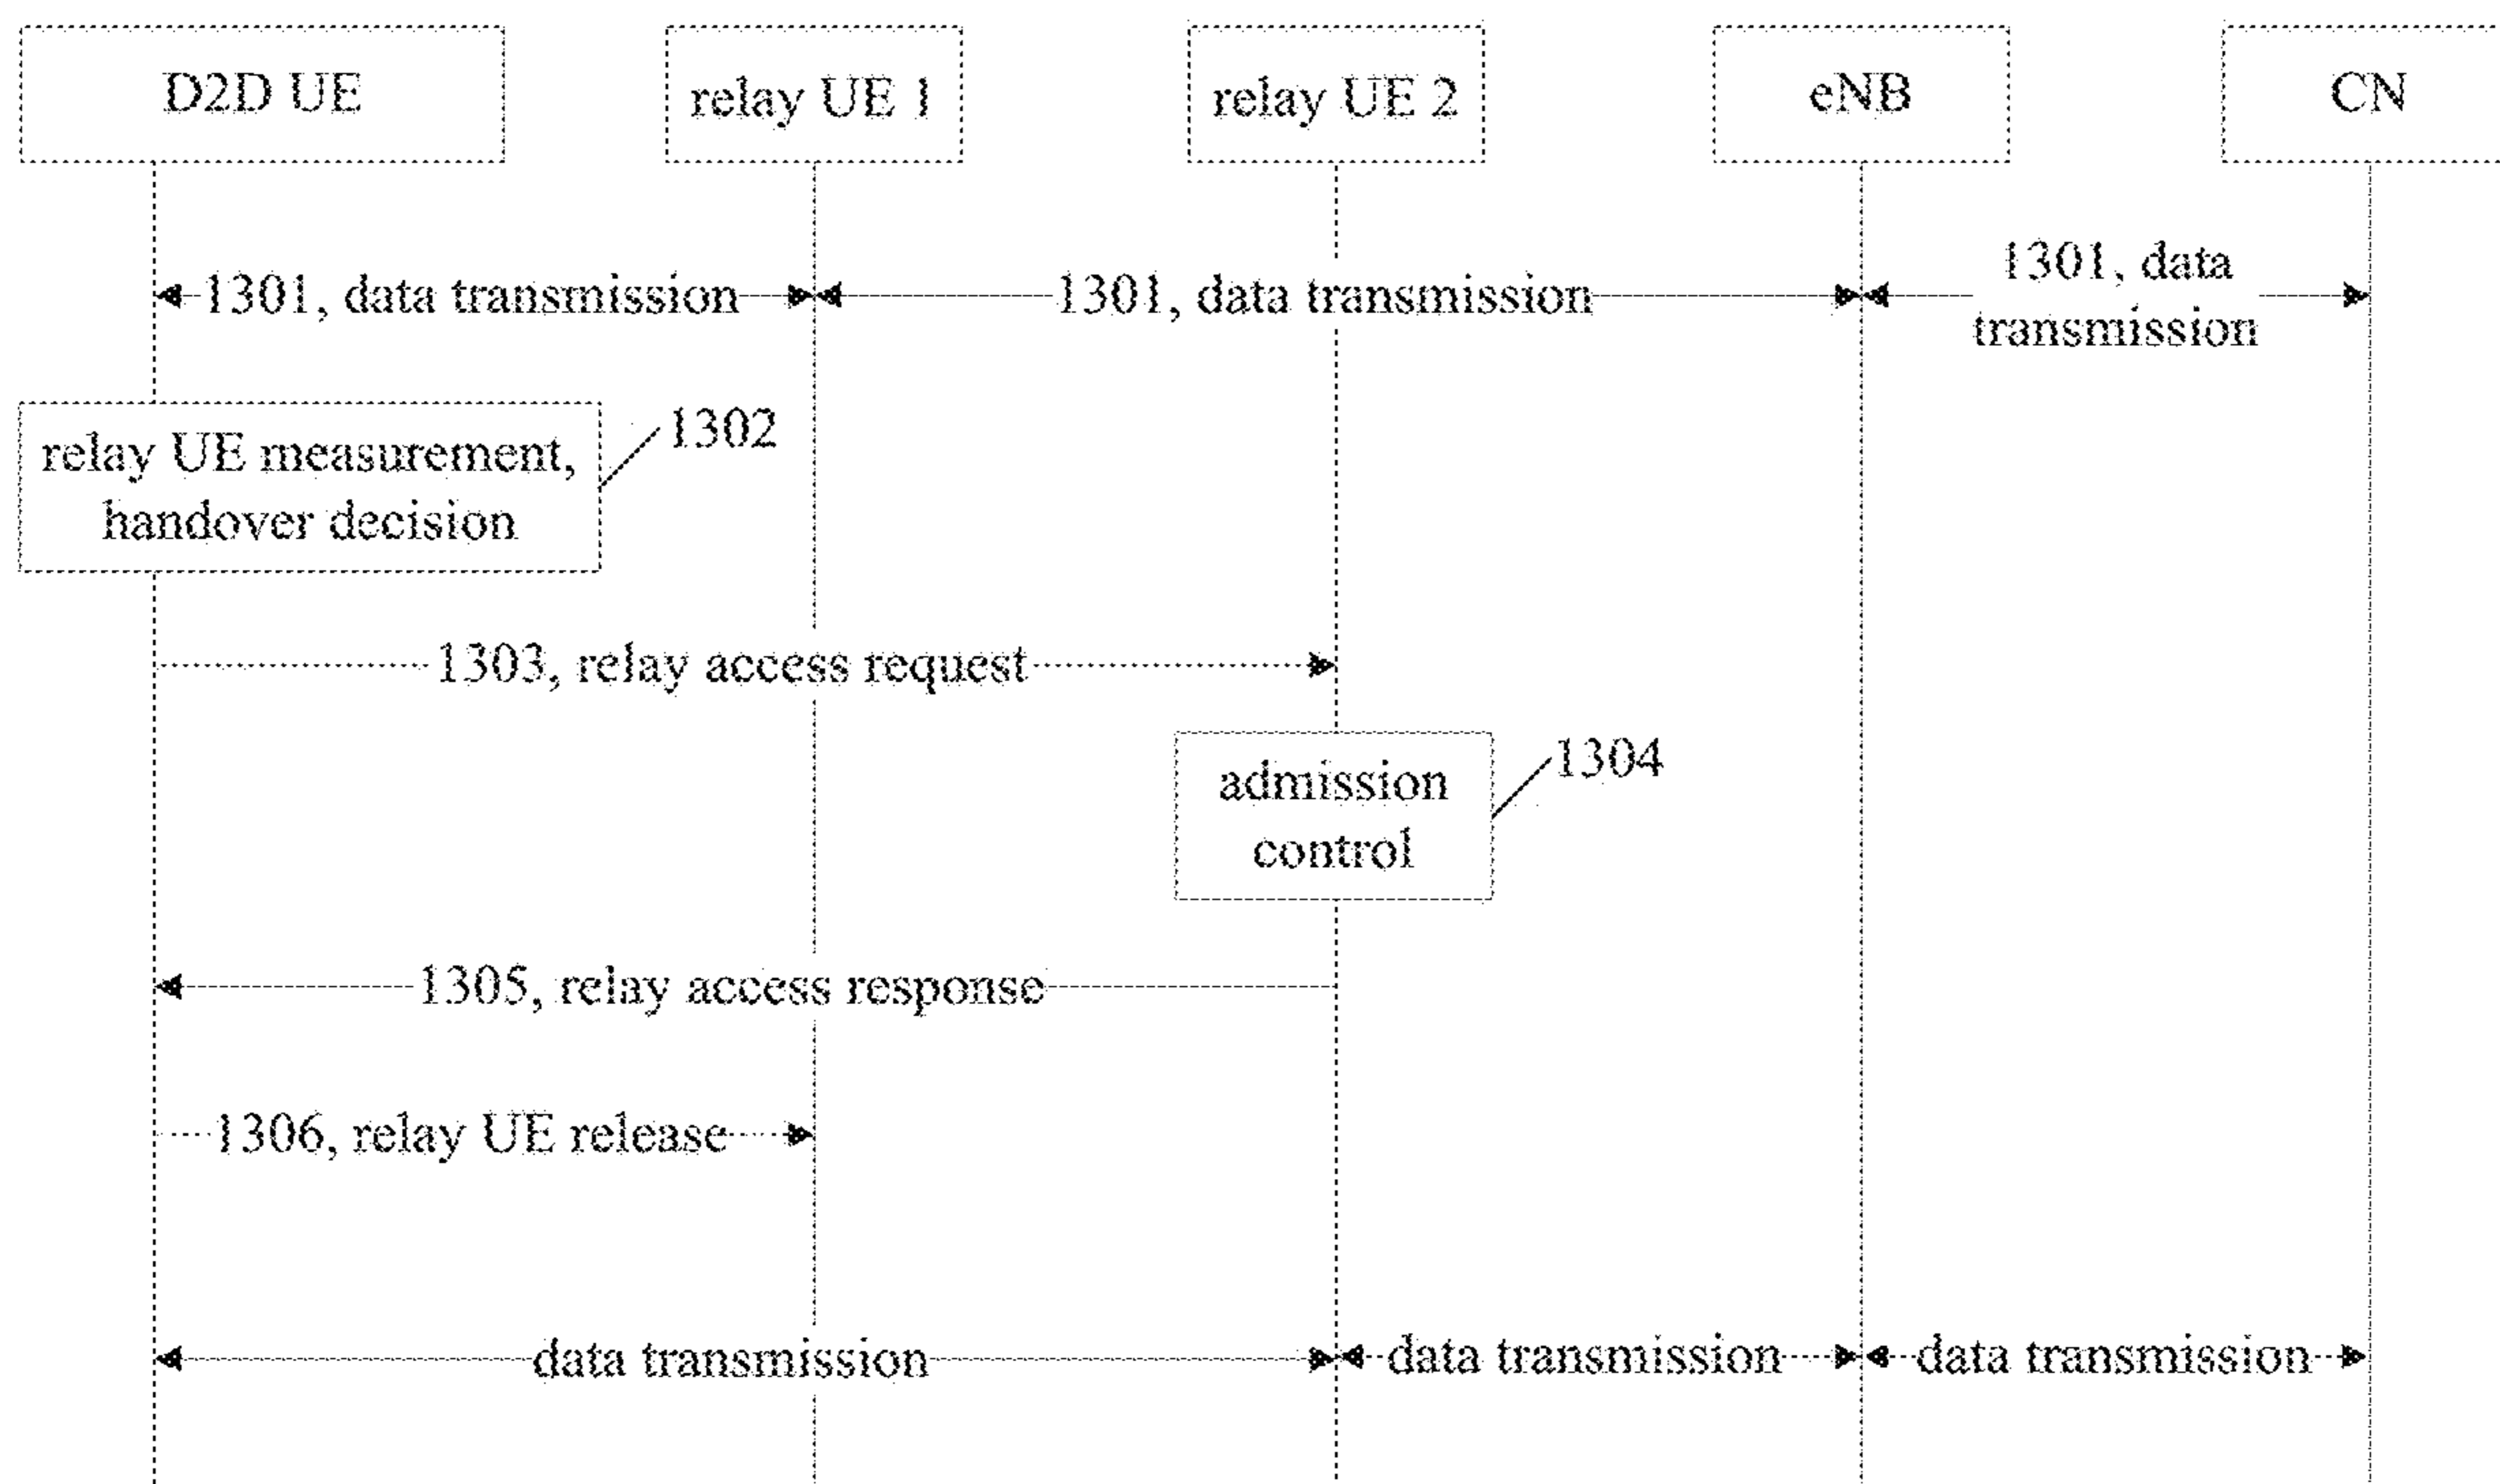 D2D UE
relay UE 1
relay UE 2
eNB
CN
1301, data transmission
1301, data transmission
1301, data
transmission
relay UE measurement,
handover decision
1302
1303, relay access request
admission
control
1304
1305, relay access response
1306, relay UE release
data transmission
data transmission
data transmission